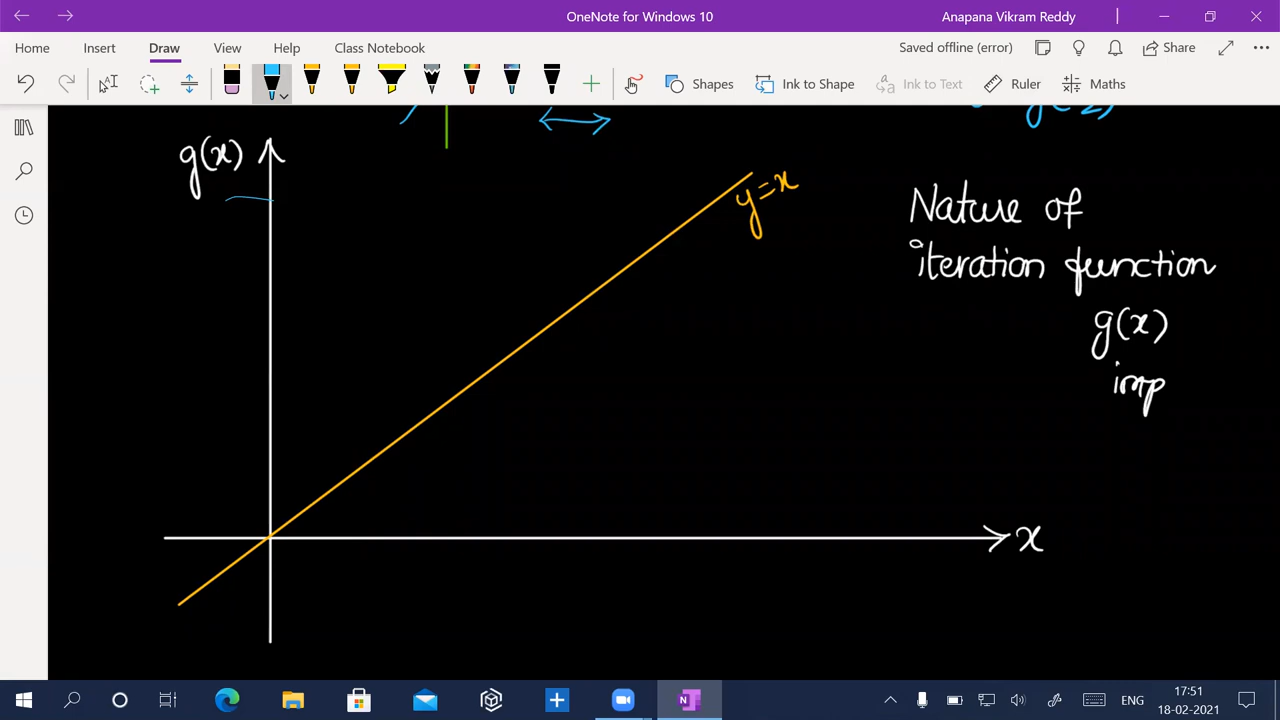 OneNote for Windows 10
Anapana Vikram Reddy
Home Insert Draw View Help Class Notebook
Saved offline (error) Share
Shapes Ink to Shape Ink to Text Ruler Maths
g(x)
y=x
Nature of
iteration function
g(x)
imp
x
ENG
17:51
18-02-2021